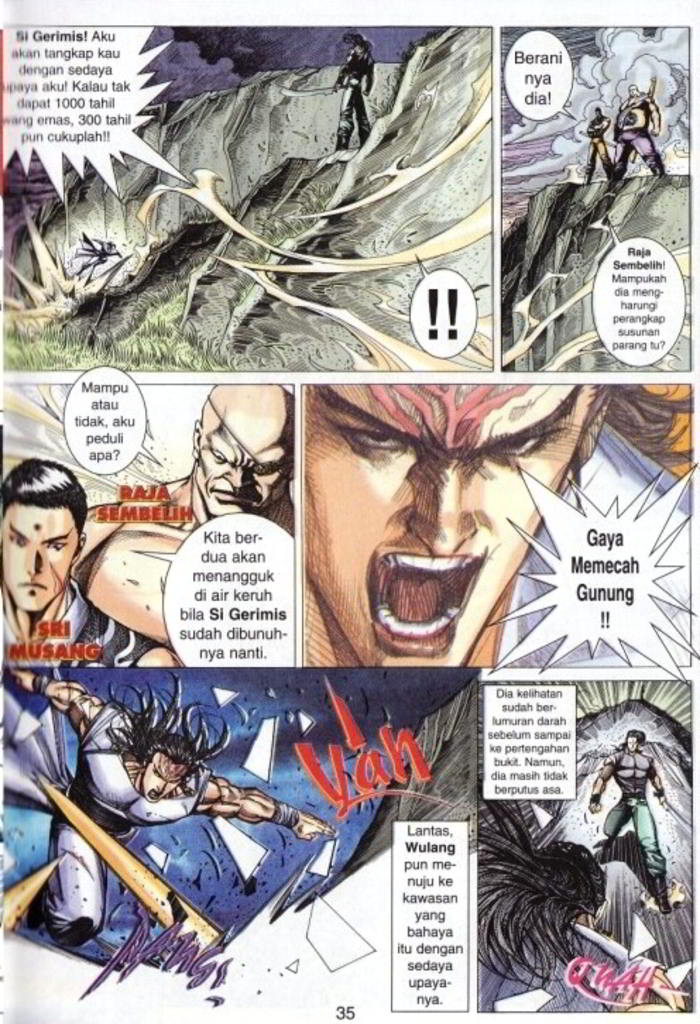 Si Gerimis! Aku
akan tangkap kau
dengan sedaya
upaya aku! Kalau tak
dapat 1000 tahil
wang emas, 300 tahil
pun cukuplah!!
!!
Berani
nya
dia!
Raja
Sembelih!
Mampukah
dia meng-
harungi
perangkap
susunan
parang tu?
Mampu
atau
tidak, aku
peduli
apa?
RAJA
SEMBELIH
SRI
MUSANG
Kita ber-
dua akan
menangguk
di air keruh
bila Si Gerimis
sudah dibunuh-
nya nanti.
Gaya
Memecah
Gunung
!!
Yah
Lantas,
Wulang
pun me-
nuju ke
kawasan
yang
bahaya
itu dengan
sedaya
upaya-
nya.
Dia kelihatan
sudah ber-
lumuran darah
sebelum sampai
ke pertengahan
bukit. Namun,
dia masih tidak
berputus asa.
35